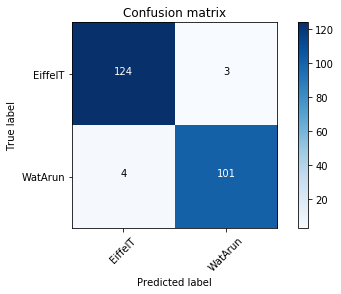 Confusion matrix
120
EiffelT
124
3
100
80
True label
60
WatArun
4
101
40
20
EiffelT
WatArun
Predicted label